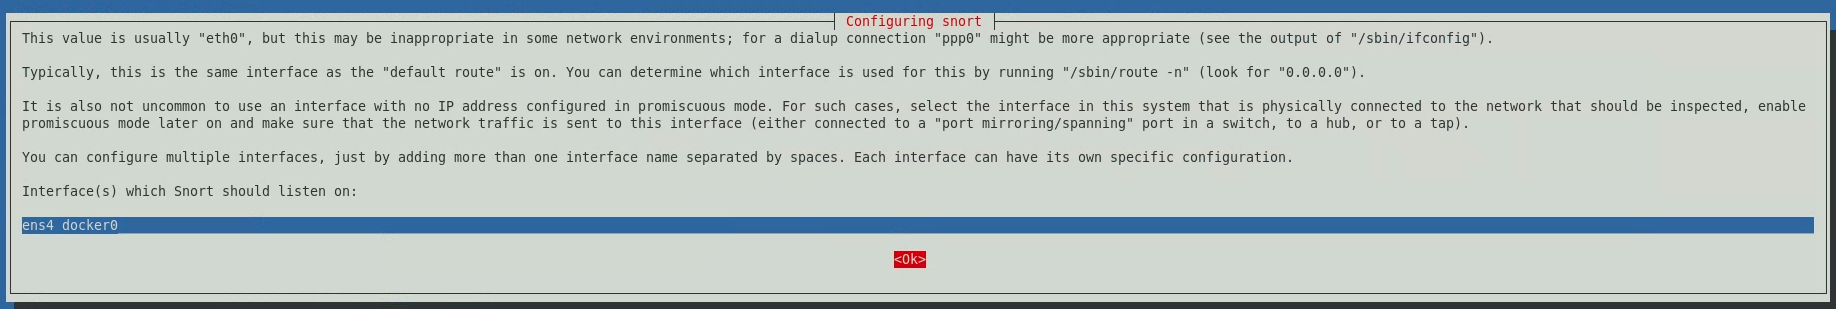 Configuring snort
This value is usually "eth0", but this may be inappropriate in some network environments; for a dialup connection "ppp0" might be more appropriate (see the output of "/sbin/ifconfig").
Typically, this is the same interface as the "default route" is on. You can determine which interface is used for this by running "/sbin/route -n" (look for "0.0.0.0").
It is also not uncommon to use an interface with no IP address configured in promiscuous mode. For such cases, select the interface in this system that is physically connected to the network that should be inspected, enable
promiscuous mode later on and make sure that the network traffic is sent to this interface (either connected to a "port mirroring/spanning" port in a switch, to a hub, or to a tap).
You can configure multiple interfaces, just by adding more than one interface name separated by spaces. Each interface can have its own specific configuration.
Interface(s) which Snort should listen on:
ens4 docker0
<Ok>